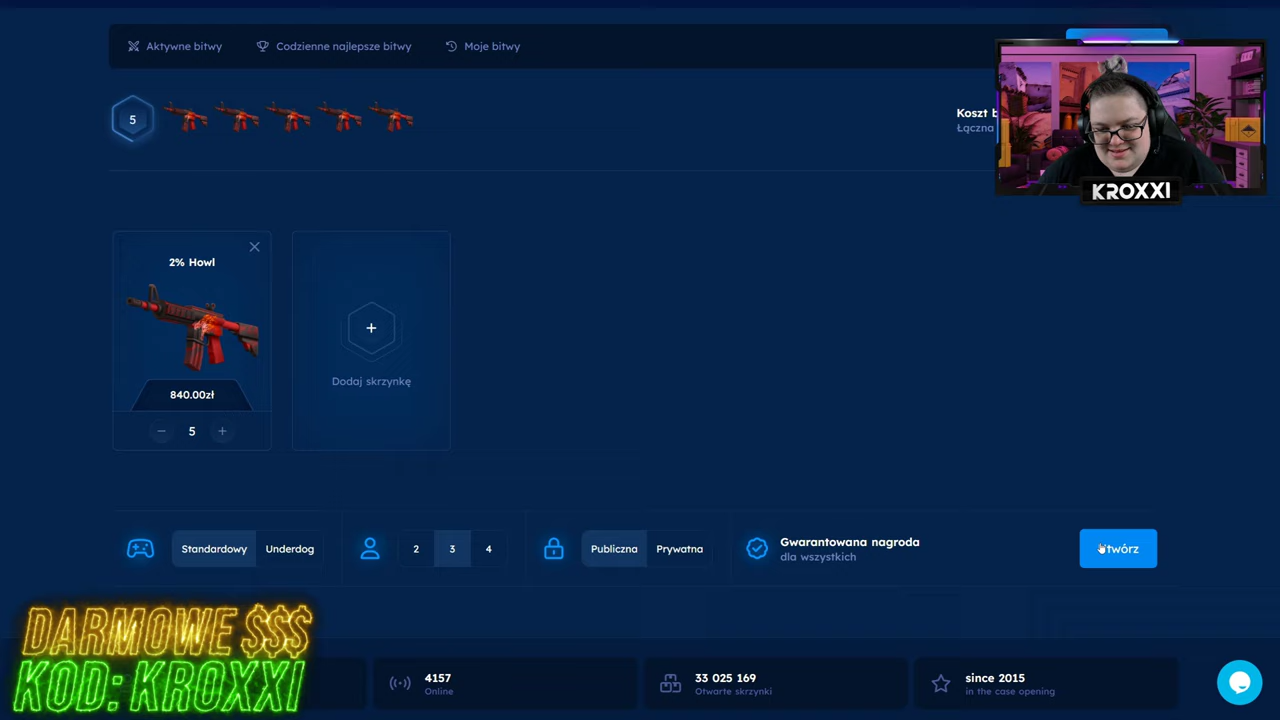 Aktywne bitwy
Codzienne najlepsze bitwy
Moje bitwy
5
Koszt b
Łączna
KROXXI
2% Howl
840.00zł
− 5 +
+
Dodaj skrzynkę
Standardowy
Underdog
2
3
4
Publiczna
Prywatna
Gwarantowana nagroda
dla wszystkich
twórz
DARMOWE $$$
KOD: KROXXI
4157
Online
33 025 169
Otwarte skrzynki
since 2015
in the case opening